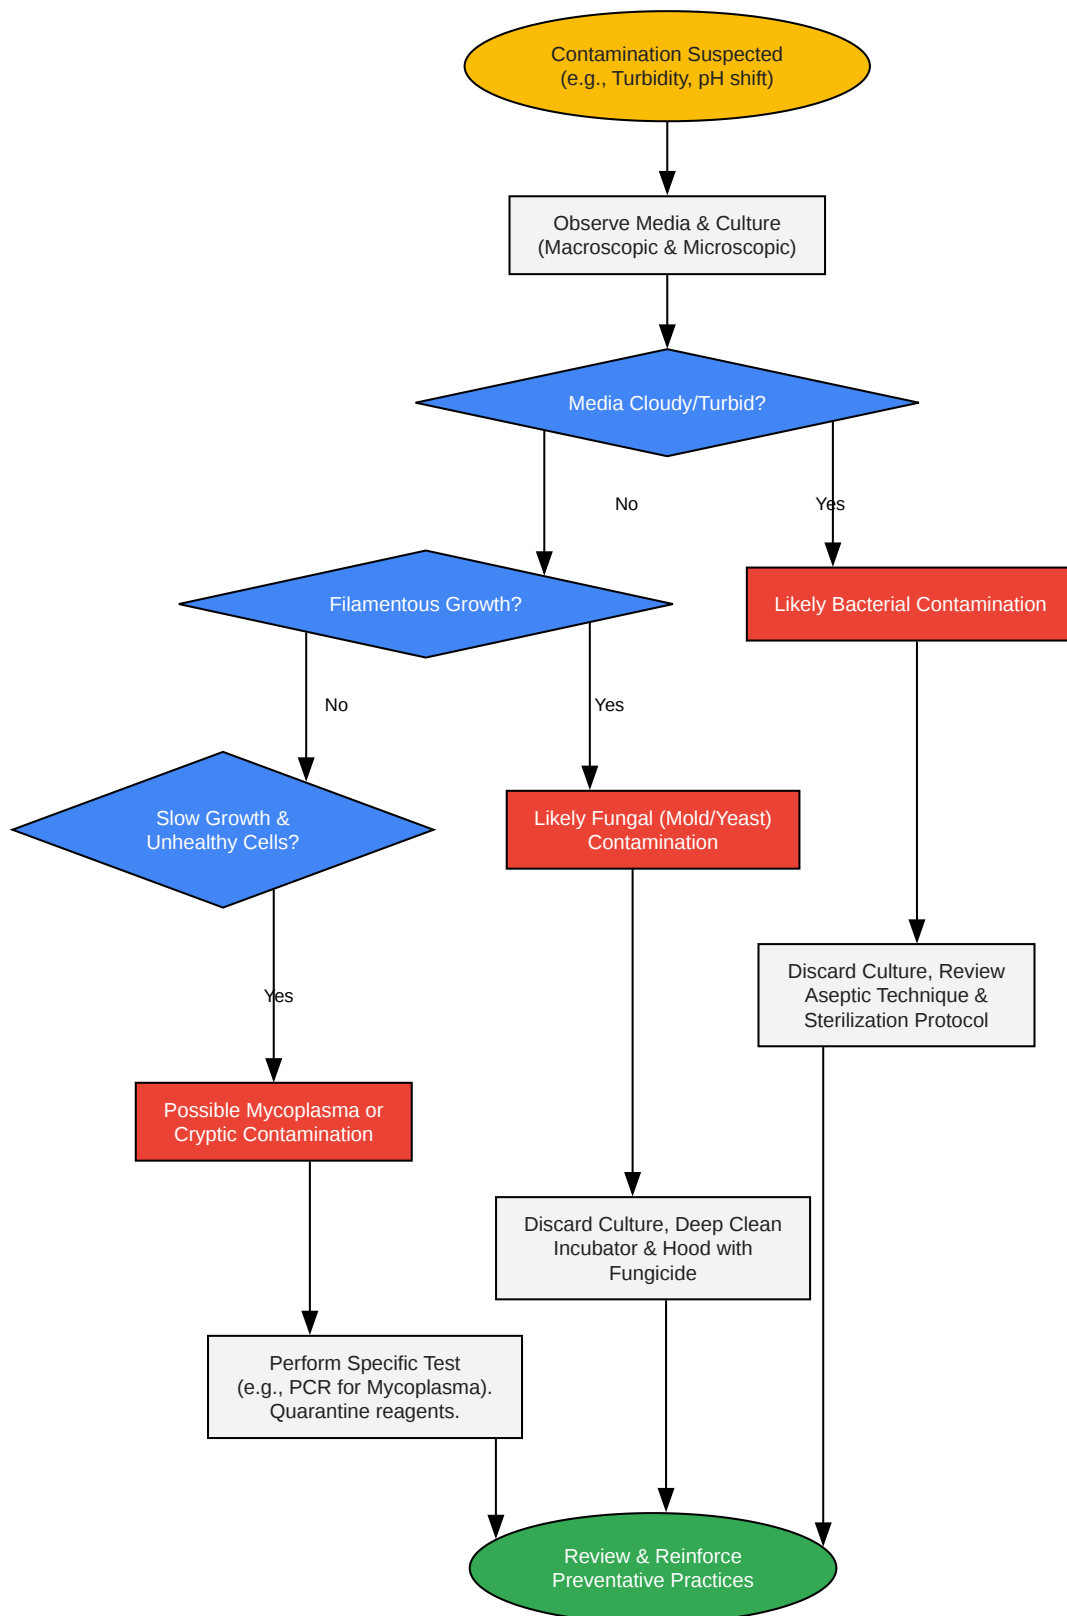 Contamination Suspected
(e.g., Turbidity, pH shift)
Observe Media & Culture
(Macroscopic & Microscopic)
Media Cloudy/Turbid?
No
Yes
Filamentous Growth?
Likely Bacterial Contamination
No
Yes
Slow Growth &
Unhealthy Cells?
Likely Fungal (Mold/Yeast)
Contamination
Discard Culture, Review
Aseptic Technique &
Sterilization Protocol
Yes
Possible Mycoplasma or
Cryptic Contamination
Discard Culture, Deep Clean
Incubator & Hood with
Fungicide
Perform Specific Test
(e.g., PCR for Mycoplasma).
Quarantine reagents.
Review & Reinforce
Preventative Practices